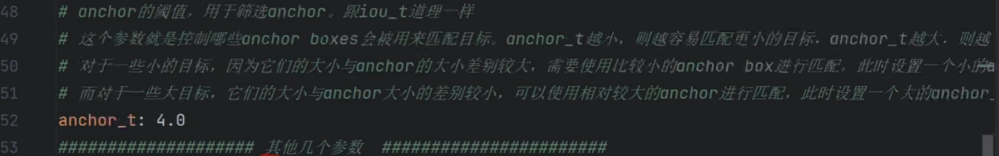 48 # anchor的阈值，用于筛选anchor。跟iou_t道理一样
49 # 这个参数就是控制哪些anchor boxes会被用来匹配目标。anchor_t越小，则越容易匹配更小的目标. anchor_t越大，则越
50 # 对于一些小的目标，因为它们的大小与anchor的大小差别较大，需要使用比较小的anchor box进行匹配，此时设置一个小的a
51 # 而对于一些大目标，它们的大小与anchor大小的差别较小，可以使用相对较大的anchor进行匹配，此时设置一个大的anchor_
52 anchor_t: 4.0
53 #################### 其他几个参数 #######################